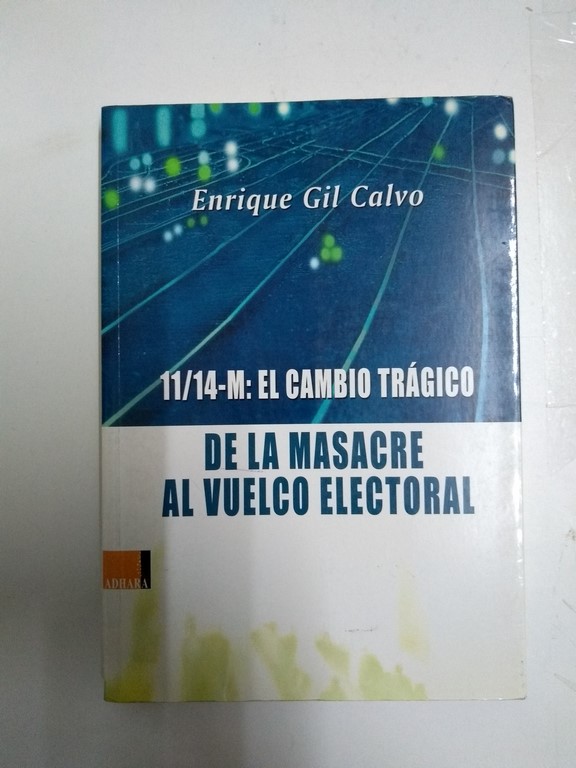 Enrique Gil Calvo
11/14-M: EL CAMBIO TRÁGICO
DE LA MASACRE
AL VUELCO ELECTORAL
ADHARA